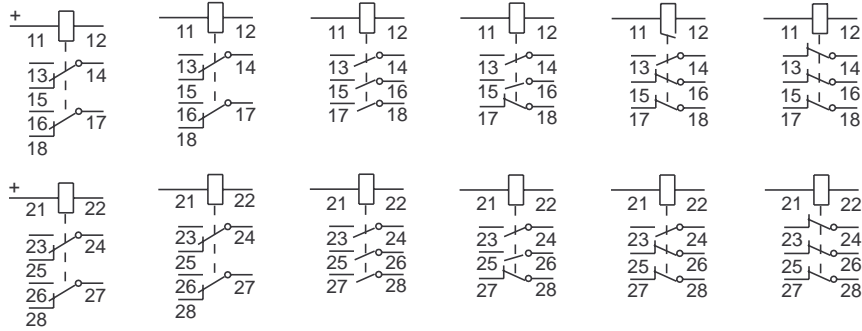 +
11 12 11 12 11 12 11 12 11 12 11 12
13 14 13 14 13 14 13 14 13 14 13 14
15 15 15 16 15 16 15 16 15 16
16 17 16 17 17 18 17 18 17 18 17 18
18 18
+
21 22 21 22 21 22 21 22 21 22 21 22
23 24 23 24 23 24 23 24 23 24 23 24
25 25 25 26 25 26 25 26 25 26
26 27 26 27 27 28 27 28 27 28 27 28
28 28